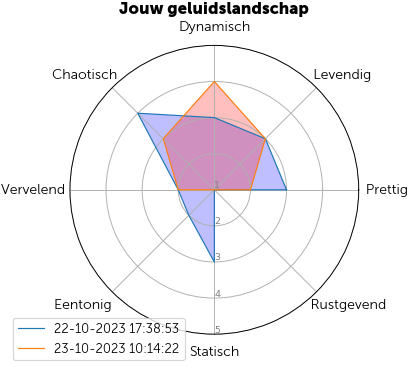 Jouw geluidslandschap
Dynamisch
Chaotisch
Levendig
Vervelend
1
Prettig
2
3
4
Eentonig
Rustgevend
5
Statisch
22-10-2023 17:38:53
23-10-2023 10:14:22